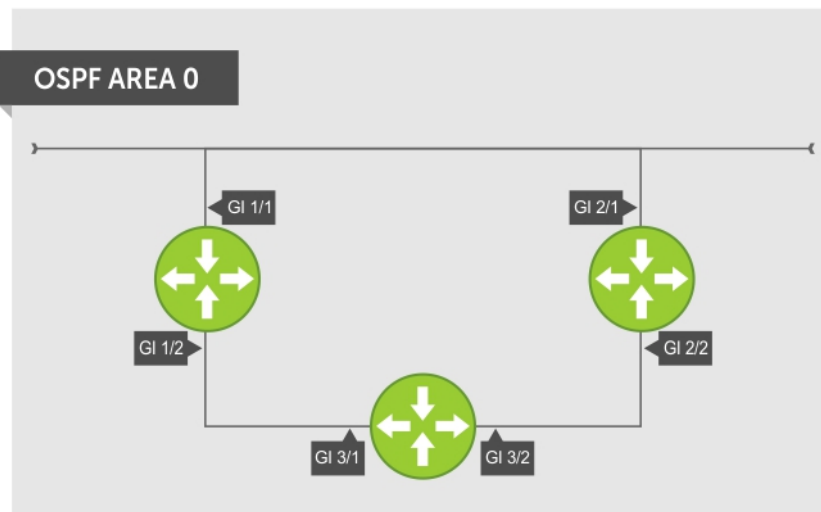 OSPF AREA 0
GI 1/1
GI 2/1
GI 1/2
GI 2/2
GI 3/1
GI 3/2